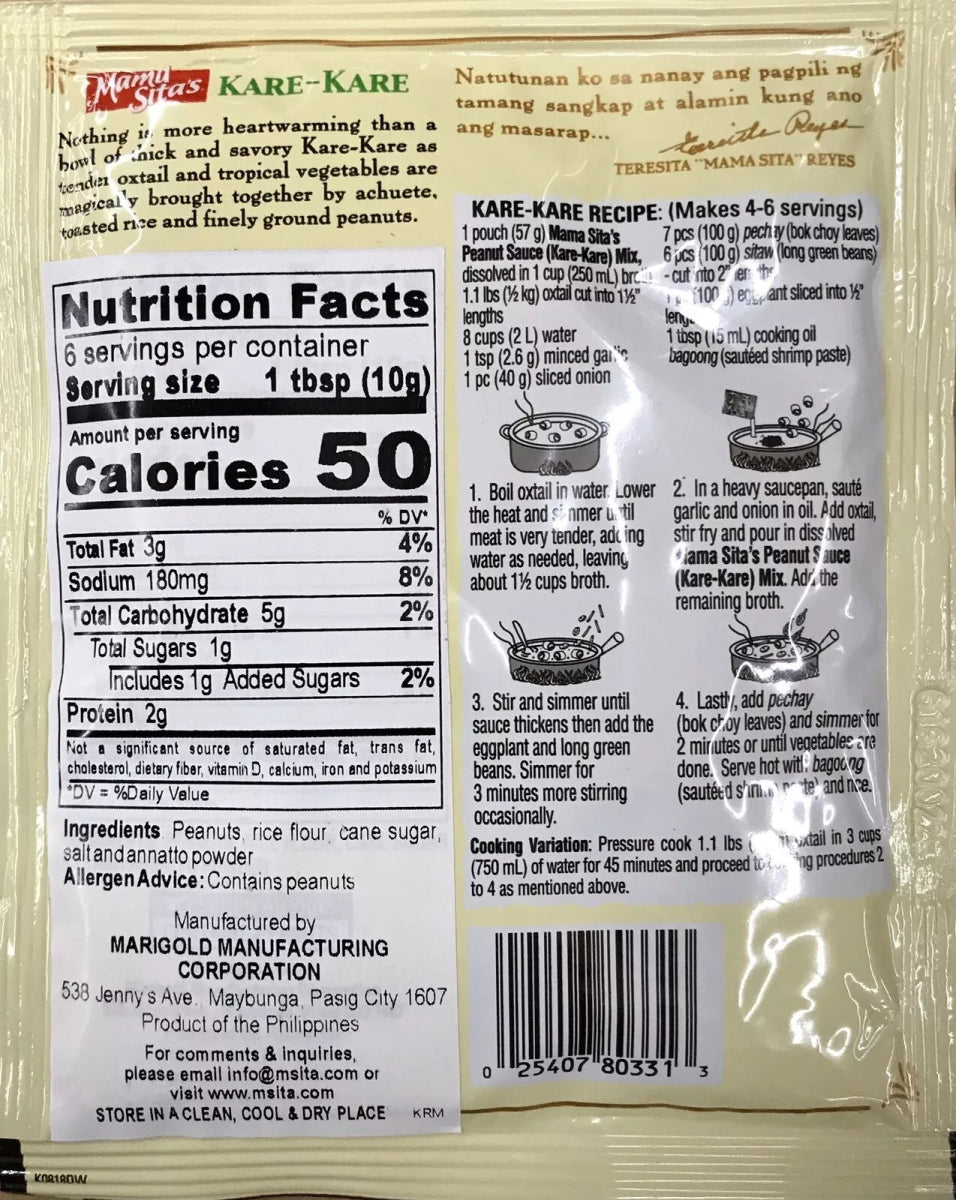 Mama Sita's KARE-KARE
Nothing is more heartwarming than a
bowl of thick and savory Kare-Kare as
tender oxtail and tropical vegetables are
magically brought together by achuete,
toasted rice and finely ground peanuts.
Natutunan ko sa nanay ang pagpili ng
tamang sangkap at alamin kung ano
ang masarap...
Teresita Reyes
TERESITA "MAMA SITA" REYES
Nutrition Facts
6 servings per container
Serving size 1 tbsp (10g)
Amount per serving
Calories 50
% DV*
Total Fat 3g 4%
Sodium 180mg 8%
Total Carbohydrate 5g 2%
Total Sugars 1g
Includes 1g Added Sugars 2%
Protein 2g
Not a significant source of saturated fat, trans fat,
cholesterol, dietary fiber, vitamin D, calcium, iron and potassium
*DV = %Daily Value
Ingredients. Peanuts, rice flour, cane sugar,
salt and annatto powder
Allergen Advice: Contains peanuts
Manufactured by
MARIGOLD MANUFACTURING
CORPORATION
538 Jenny's Ave., Maybunga, Pasig City 1607
Product of the Philippines
For comments & Inquiries,
please email info@msita.com or
visit www.msita.com
STORE IN A CLEAN, COOL & DRY PLACE KRM
KARE-KARE RECIPE: (Makes 4-6 servings)
1 pouch (57 g) Mama Sita's
Peanut Sauce (Kare-Kare) Mix,
dissolved in 1 cup (250 mL) broth
1.1 lbs (½ kg) oxtail cut into 1½"
lengths
8 cups (2 L) water
1 tsp (2.6 g) minced garlic
1 pc (40 g) sliced onion
7 pcs (100 g) pechay (bok choy leaves)
6 pcs (100 g) sitaw (long green beans)
- cut into 2" lengths
(100 g) eggplant sliced into ½"
lengths
1 tbsp (15 mL) cooking oil
bagoong (sautéed shrimp paste)
1. Boil oxtail in water. Lower
the heat and simmer until
meat is very tender, adding
water as needed, leaving
about 1½ cups broth.
2. In a heavy saucepan, sauté
garlic and onion in oil. Add oxtail,
stir fry and pour in dissolved
Mama Sita's Peanut Sauce
(Kare-Kare) Mix. Add the
remaining broth.
3. Stir and simmer until
sauce thickens then add the
eggplant and long green
beans. Simmer for
3 minutes more stirring
occasionally.
4. Lastly, add pechay
(bok choy leaves) and simmer for
2 minutes or until vegetables are
done. Serve hot with bagoong
(sautéed shrimp paste) and rice.
Cooking Variation: Pressure cook 1.1 lbs oxtail in 3 cups
(750 mL) of water for 45 minutes and proceed to cooking procedures 2
to 4 as mentioned above.
0 25407 80331 3
K0818DW